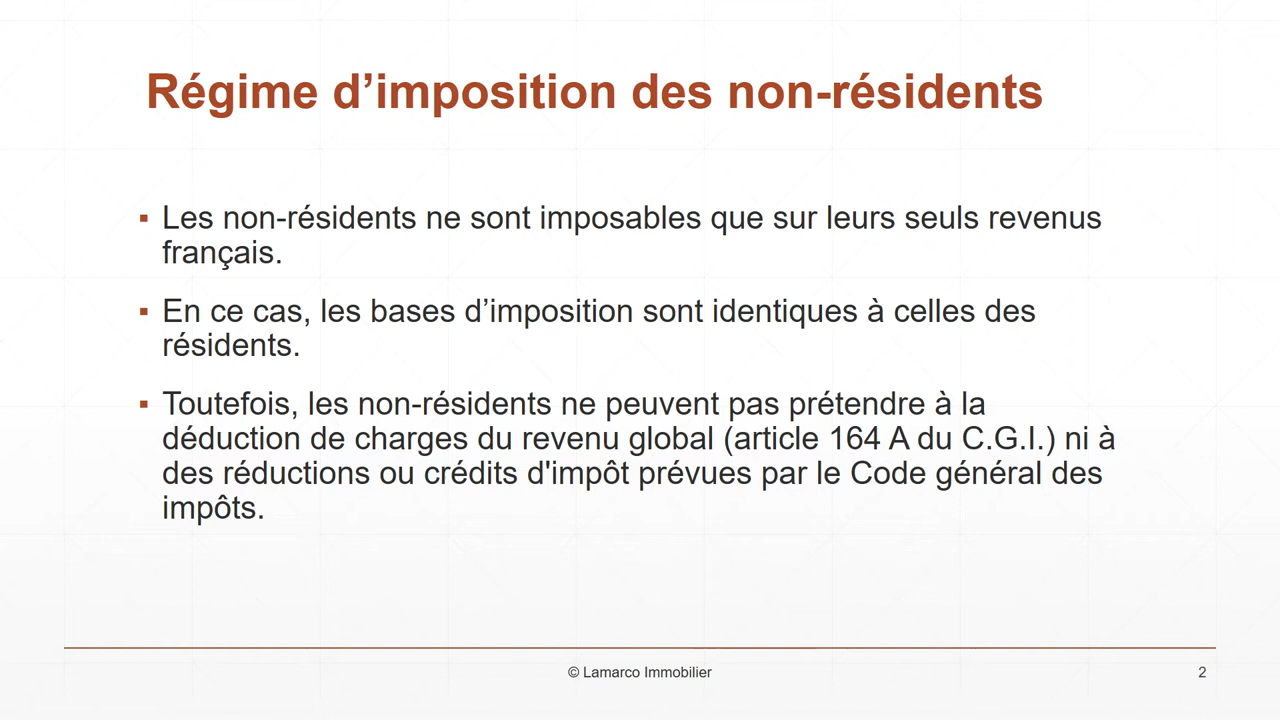 Régime d’imposition des non-résidents
▪ Les non-résidents ne sont imposables que sur leurs seuls revenus
français.
▪ En ce cas, les bases d’imposition sont identiques à celles des
résidents.
▪ Toutefois, les non-résidents ne peuvent pas prétendre à la
déduction de charges du revenu global (article 164 A du C.G.I.) ni à
des réductions ou crédits d'impôt prévues par le Code général des
impôts.
© Lamarco Immobilier
2